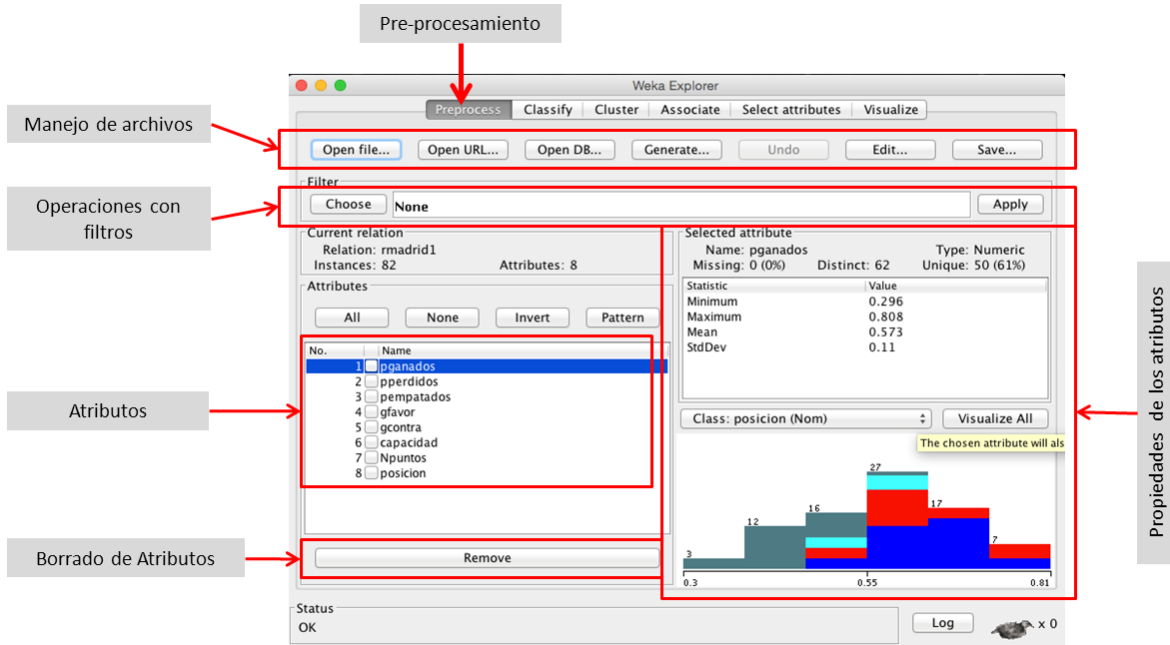 Pre-procesamiento
Weka Explorer
Preprocess Classify Cluster Associate Select attributes Visualize
Manejo de archivos
Open file... Open URL... Open DB... Generate... Undo Edit... Save...
Operaciones con
filtros
Filter
Choose None Apply
Current relation
Relation: rmadrid1
Instances: 82 Attributes: 8
Attributes
All None Invert Pattern
No. Name
1 pganados
2 pperdidos
3 pempatados
4 gfavor
5 gcontra
6 capacidad
7 Npuntos
8 posicion
Atributos
Remove
Borrado de Atributos
Selected attribute
Name: pganados Type: Numeric
Missing: 0 (0%) Distinct: 62 Unique: 50 (61%)
Statistic Value
Minimum 0.296
Maximum 0.808
Mean 0.573
StdDev 0.11
Class: posicion (Nom) Visualize All
The chosen attribute will als
3 12 16 27 17 7
0.3 0.55 0.81
Propiedades de los atributos
Status
OK
Log x 0